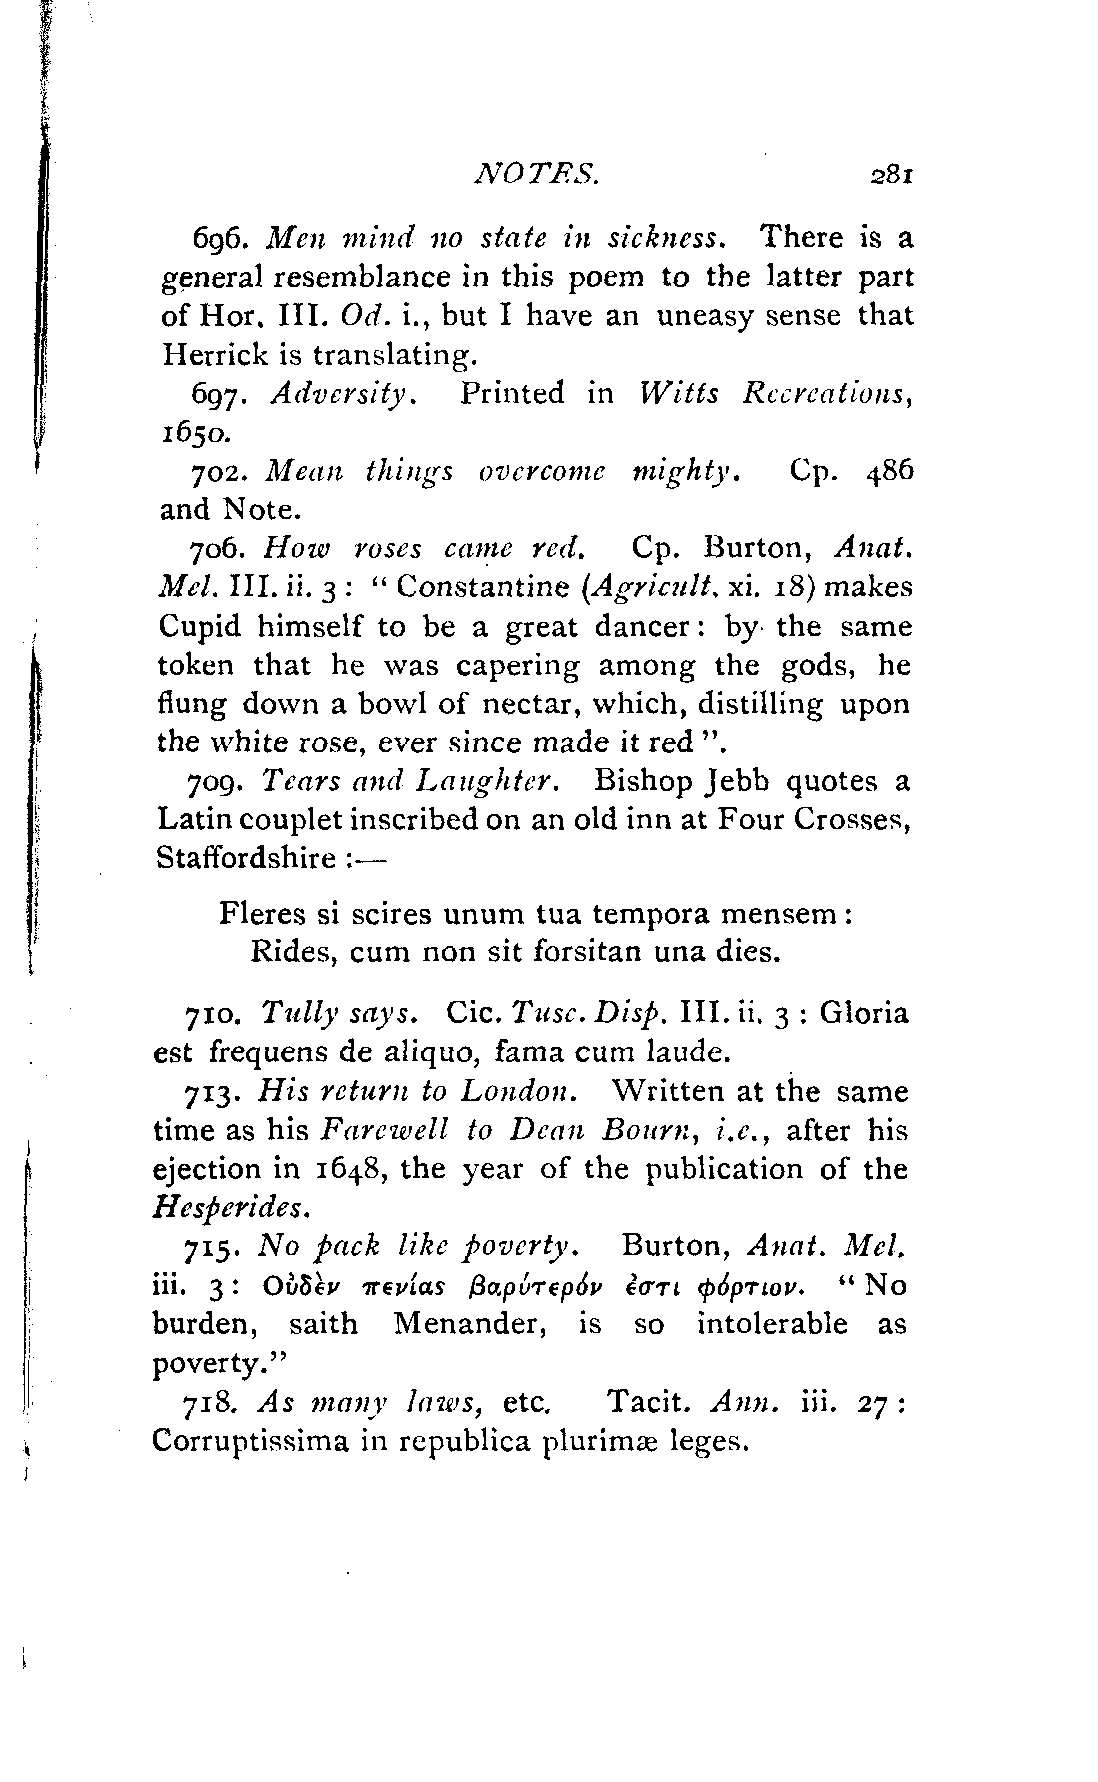 NOTES. 281
696. Men mind no state in sickness. There is a
general resemblance in this poem to the latter part
of Hor. III. Od. i., but I have an uneasy sense that
Herrick is translating.
697. Adversity. Printed in Witts Recreations,
1650.
702. Mean things overcome mighty. Cp. 486
and Note.
706. How roses came red. Cp. Burton, Anat.
Mel. III. ii. 3 : “ Constantine (Agricult. xi. 18) makes
Cupid himself to be a great dancer : by the same
token that he was capering among the gods, he
flung down a bowl of nectar, which, distilling upon
the white rose, ever since made it red ”.
709. Tears and Laughter. Bishop Jebb quotes a
Latin couplet inscribed on an old inn at Four Crosses,
Staffordshire :—
Fleres si scires unum tua tempora mensem :
Rides, cum non sit forsitan una dies.
710. Tully says. Cic. Tusc. Disp. III. ii. 3 : Gloria
est frequens de aliquo, fama cum laude.
713. His return to London. Written at the same
time as his Farewell to Dean Bourn, i.e., after his
ejection in 1648, the year of the publication of the
Hesperides.
715. No pack like poverty. Burton, Anat. Mel.
iii. 3 : Οὐδὲν πενίας βαρύτερόν ἐστι φόρτιον. “ No
burden, saith Menander, is so intolerable as
poverty.”
718. As many laws, etc. Tacit. Ann. iii. 27 :
Corruptissima in republica plurimæ leges.